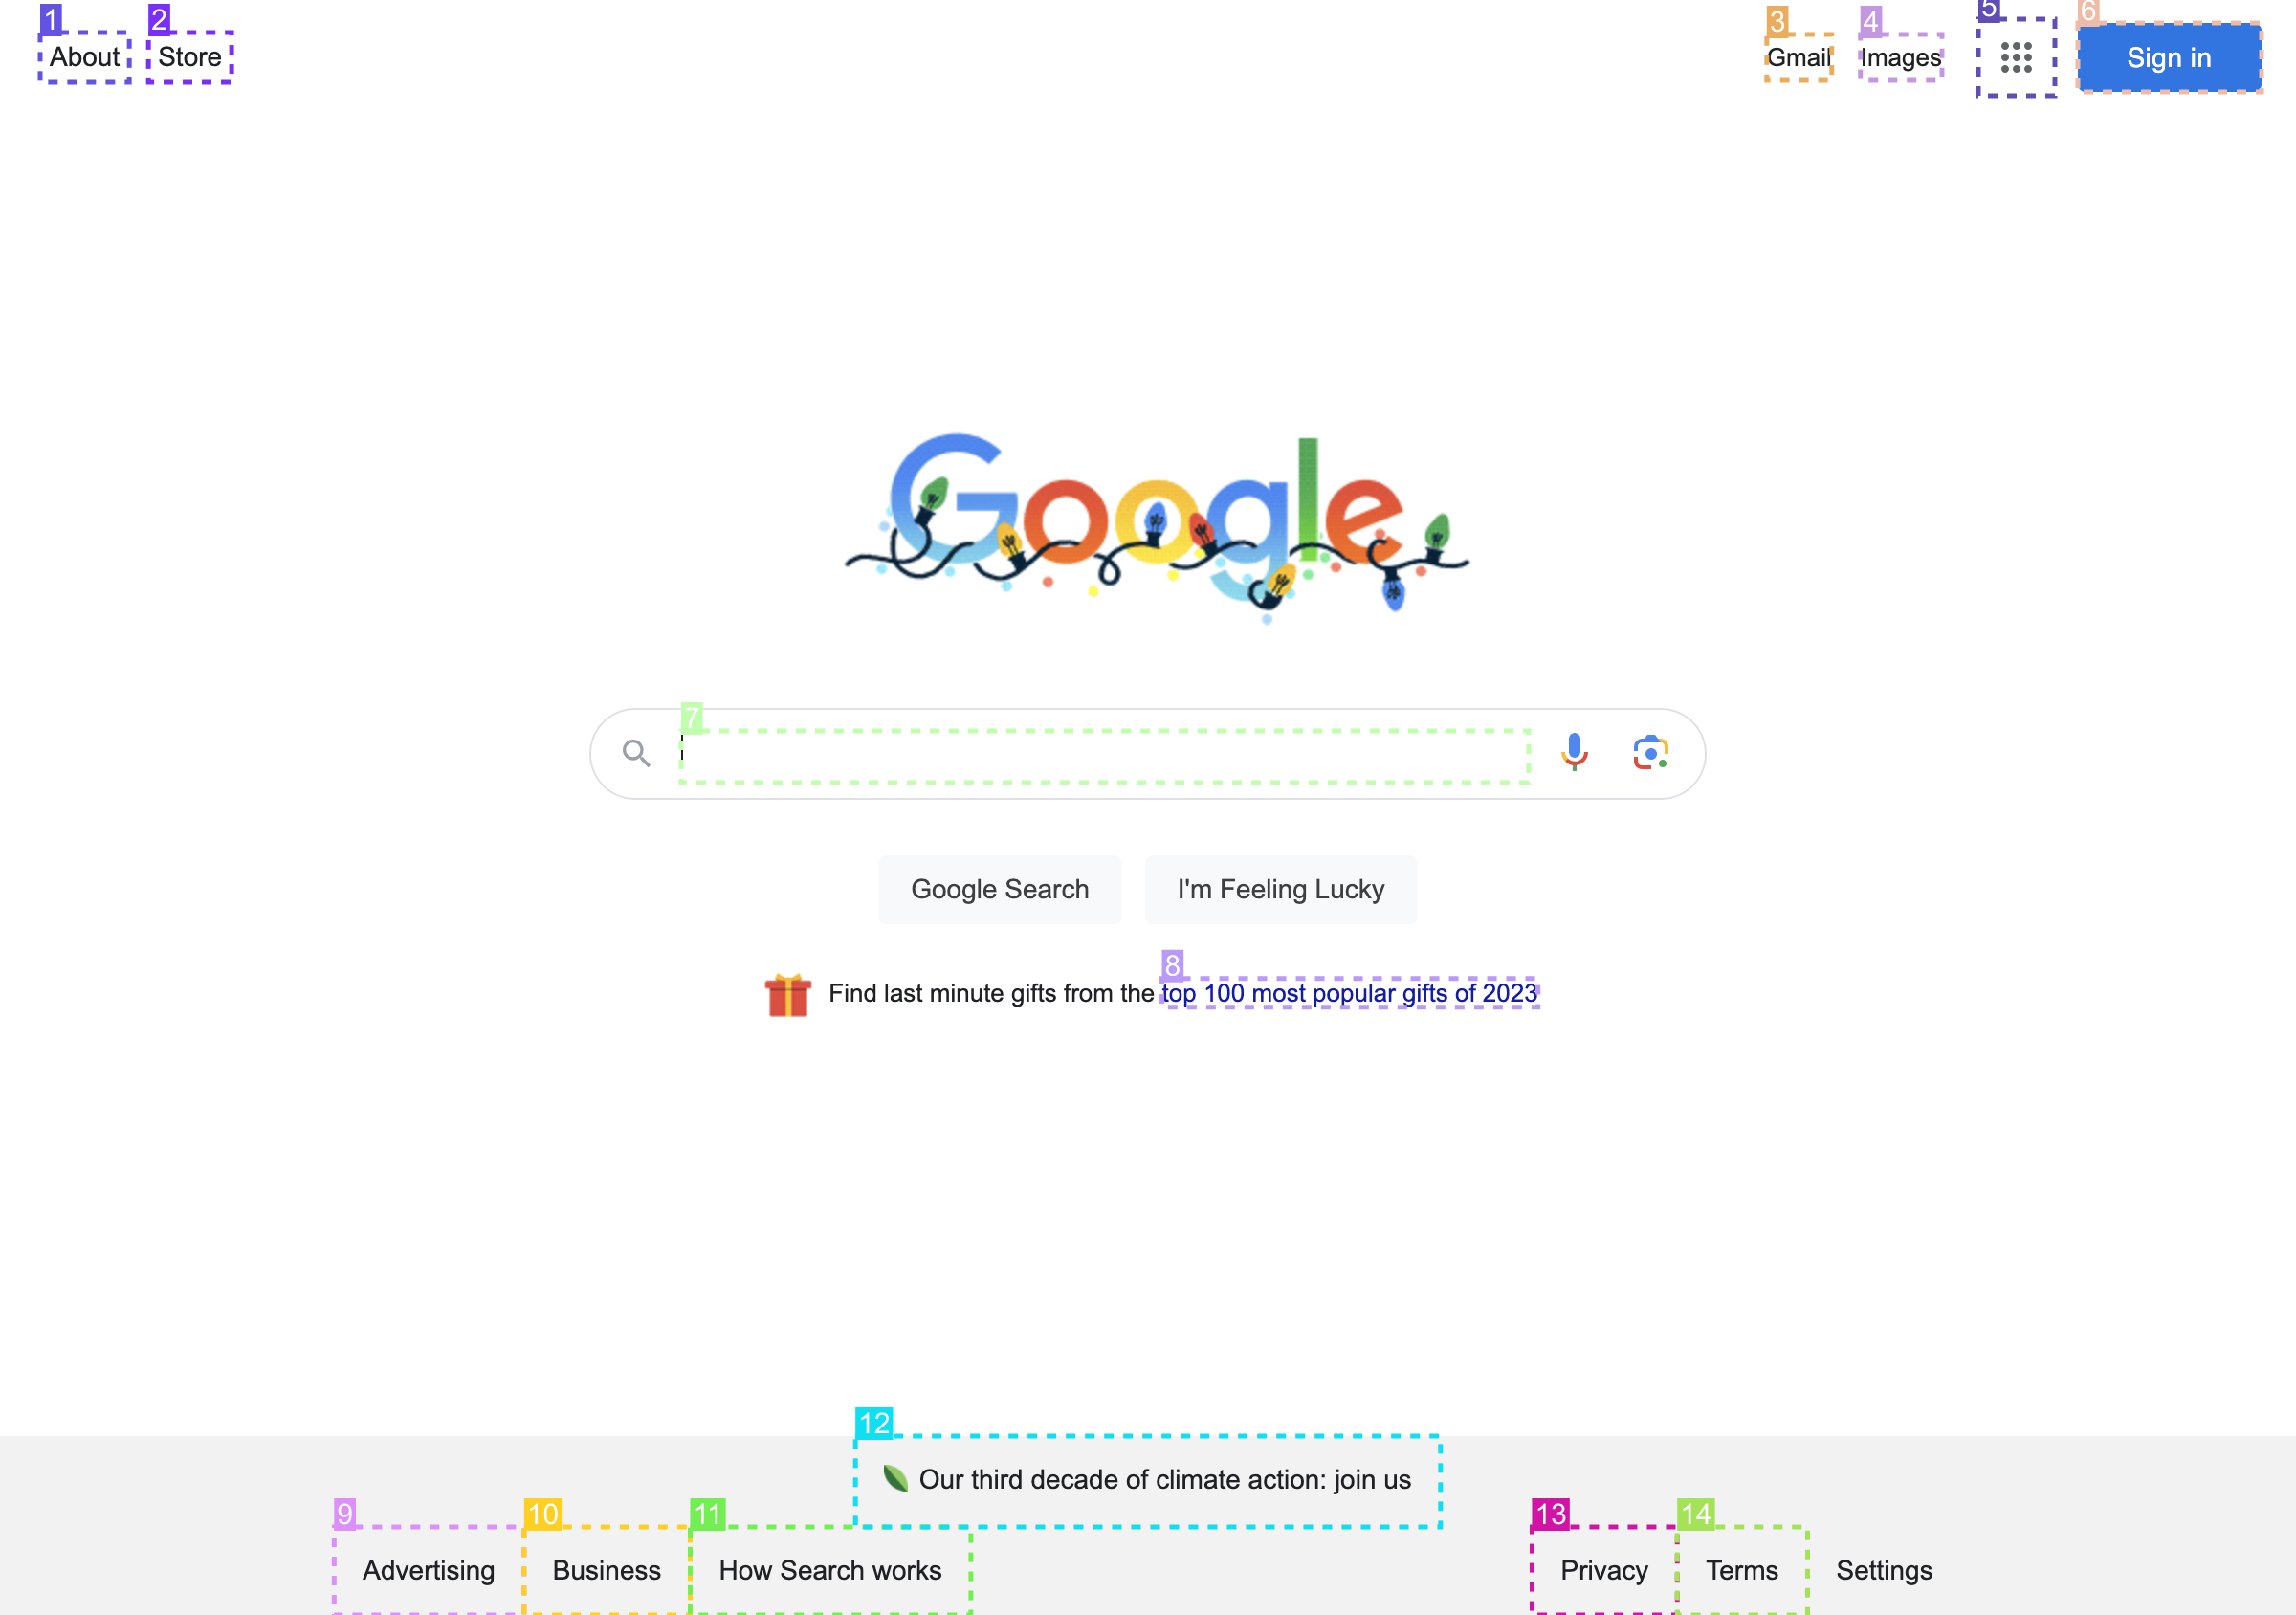 1 2 3 4 5 6
About Store Gmail Images Sign in
Google
7
Google Search I'm Feeling Lucky
8
Find last minute gifts from the top 100 most popular gifts of 2023
12
Our third decade of climate action: join us
9 10 11 13 14
Advertising Business How Search works Privacy Terms Settings